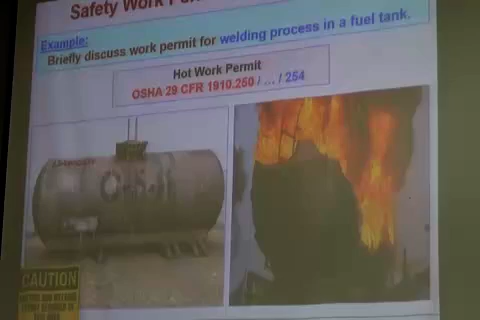 Safety Work
Example:
Briefly discuss work permit for welding process in a fuel tank.
Hot Work Permit
OSHA 29 CFR 1910.250 / ... / 254
CAUTION